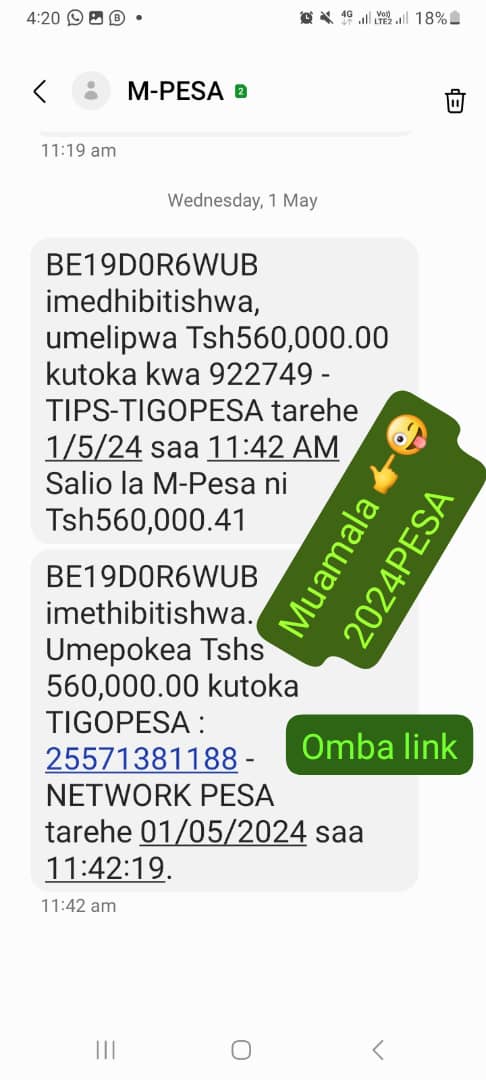 4:20
4G
Vo))
LTE2
18%
M-PESA 2
11:19 am
Wednesday, 1 May
BE19D0R6WUB
imedhibitishwa,
umelipwa Tsh560,000.00
kutoka kwa 922749 -
TIPS-TIGOPESA tarehe
1/5/24 saa 11:42 AM
Salio la M-Pesa ni
Tsh560,000.41
Muamala 👉😜
2024PESA
BE19D0R6WUB
imethibitishwa.
Umepokea Tshs
560,000.00 kutoka
TIGOPESA :
25571381188 -
Omba link
NETWORK PESA
tarehe 01/05/2024 saa
11:42:19.
11:42 am